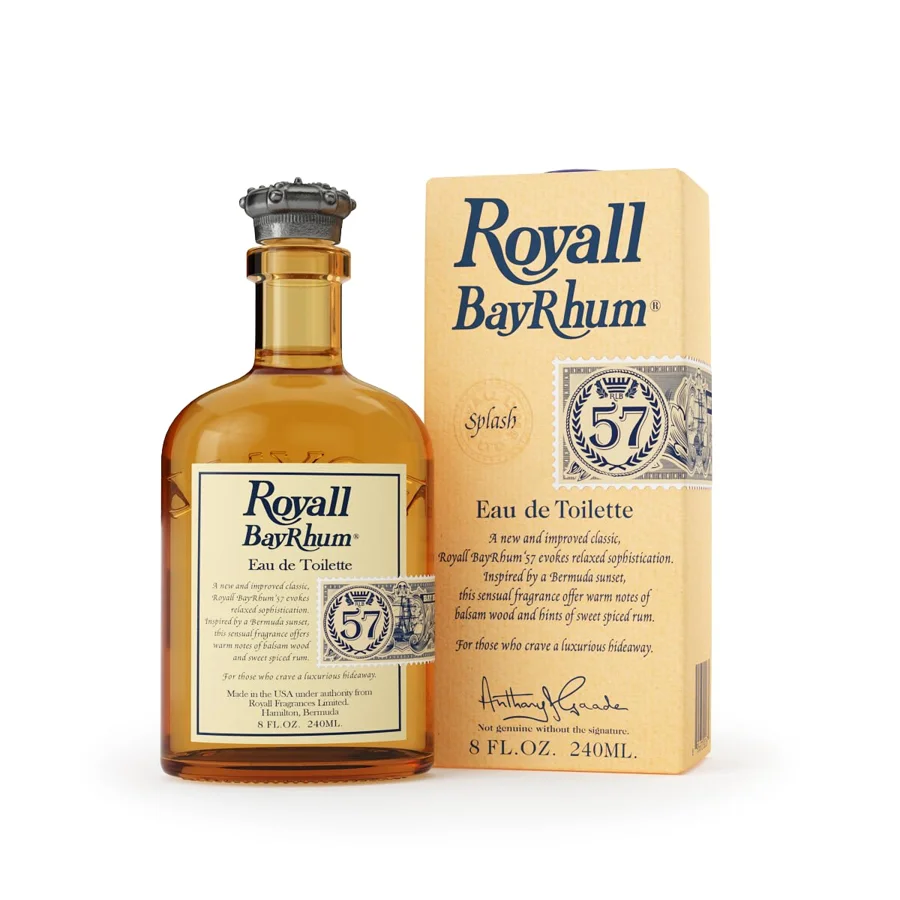 Royall
BayRhum®
Eau de Toilette
A new and improved classic,
Royall BayRhum '57 evokes
relaxed sophistication.
Inspired by a Bermuda sunset,
this sensual fragrance offers
warm notes of balsam wood
and sweet spiced rum.
For those who crave a luxurious hideaway.
Made in the USA under authority from
Royall Fragrances Limited.
Hamilton, Bermuda
8 FL.OZ. 240ML.
RLB
57
Royall
BayRhum®
Splash
RLB
57
Eau de Toilette
A new and improved classic,
Royall BayRhum '57 evokes relaxed sophistication.
Inspired by a Bermuda sunset,
this sensual fragrance offer warm notes of
balsam wood and hints of sweet spiced rum.
For those who crave a luxurious hideaway.
Not genuine without the signature.
8 FL.OZ. 240ML.